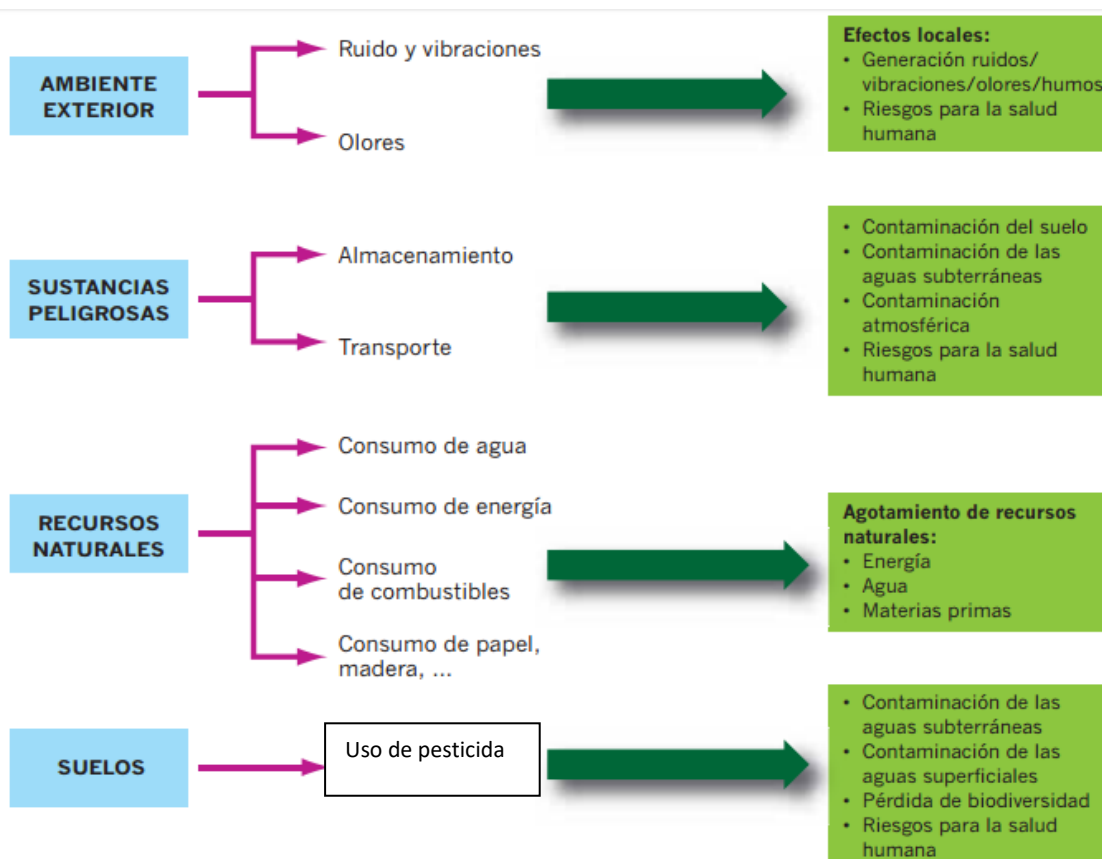 AMBIENTE
EXTERIOR
Ruido y vibraciones
Olores
Efectos locales:
• Generación ruidos/
vibraciones/olores/humos
• Riesgos para la salud
humana
SUSTANCIAS
PELIGROSAS
Almacenamiento
Transporte
• Contaminación del suelo
• Contaminación de las
aguas subterráneas
• Contaminación
atmosférica
• Riesgos para la salud
humana
RECURSOS
NATURALES
Consumo de agua
Consumo de energía
Consumo
de combustibles
Consumo de papel,
madera, ...
Agotamiento de recursos
naturales:
• Energía
• Agua
• Materias primas
SUELOS
Uso de pesticida
• Contaminación de las
aguas subterráneas
• Contaminación de las
aguas superficiales
• Pérdida de biodiversidad
• Riesgos para la salud
humana